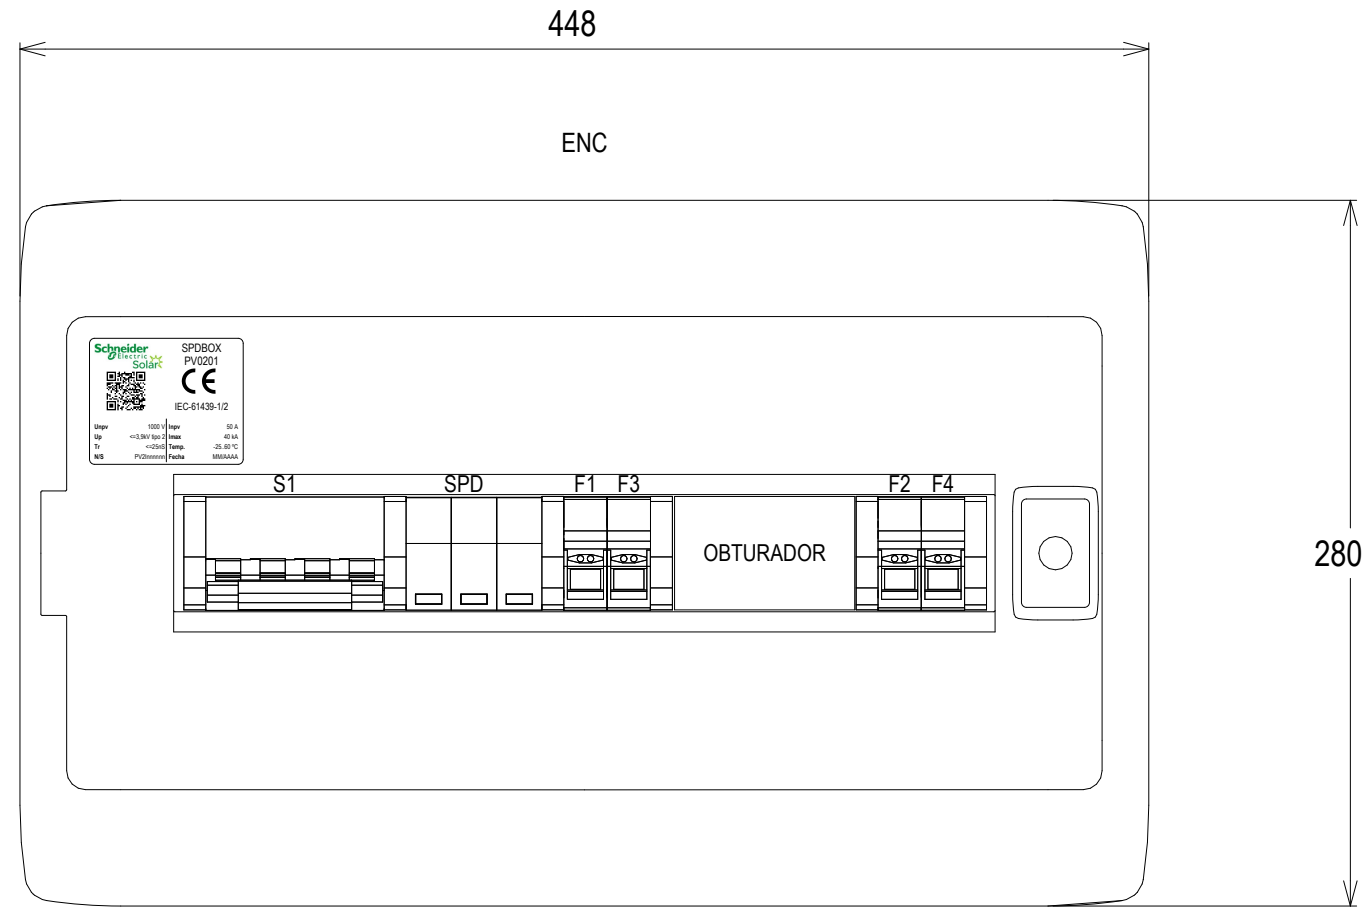 448
ENC
Schneider
Electric
Solar
SPDBOX
PV0201
CE
IEC-61439-1/2
Unpv 1000 V Inpv 50 A
Up <=3,9kV tipo 2 Imax 40 kA
Tr <=25nS Temp. -25..60 ºC
N/S PV2Innnnnn Fecha MM/AAAA
S1 SPD F1 F3 F2 F4
OBTURADOR
280